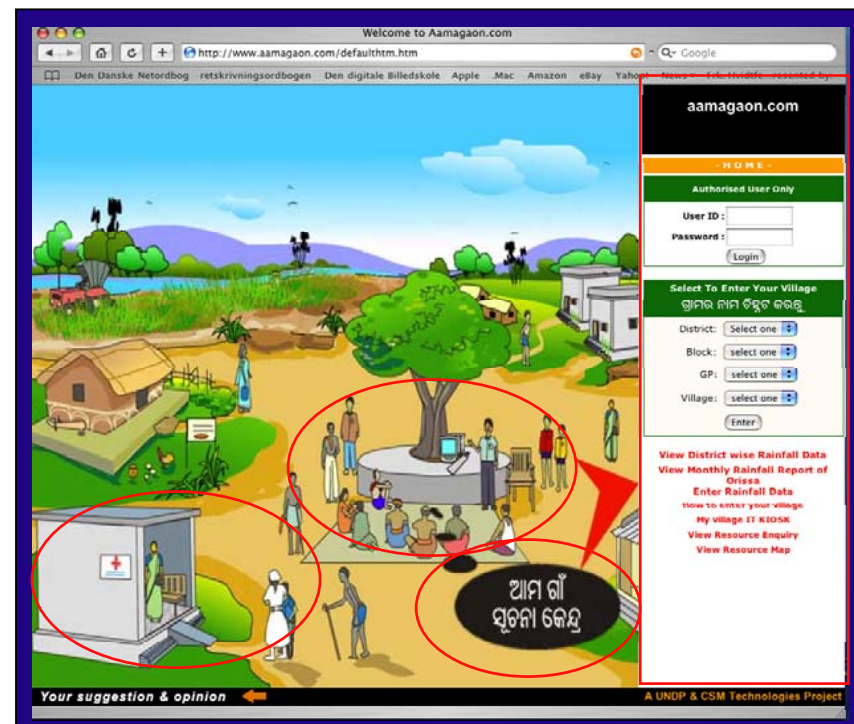 Welcome to Aamagaon.com
http://www.aamagaon.com/defaulthtm.htm
Google
Den Danske Netordbog retskrivningsordbogen Den digitale Billedskole Apple .Mac Amazon eBay Yahoo! News
aamagaon.com
- H O M E -
Authorised User Only
User ID :
Password :
Login
Select To Enter Your Village
ଗ୍ରାମର ନାମ ଚିହ୍ନଟ କରନ୍ତୁ
District: Select one
Block: select one
GP: select one
Village: select one
Enter
View District wise Rainfall Data
View Monthly Rainfall Report of
Orissa
Enter Rainfall Data
How to enter your village
My Village IT KIOSK
View Resource Enquiry
View Resource Map
ଆମ ଗାଁ
ସୂଚନା କେନ୍ଦ୍ର
Your suggestion & opinion
A UNDP & CSM Technologies Project